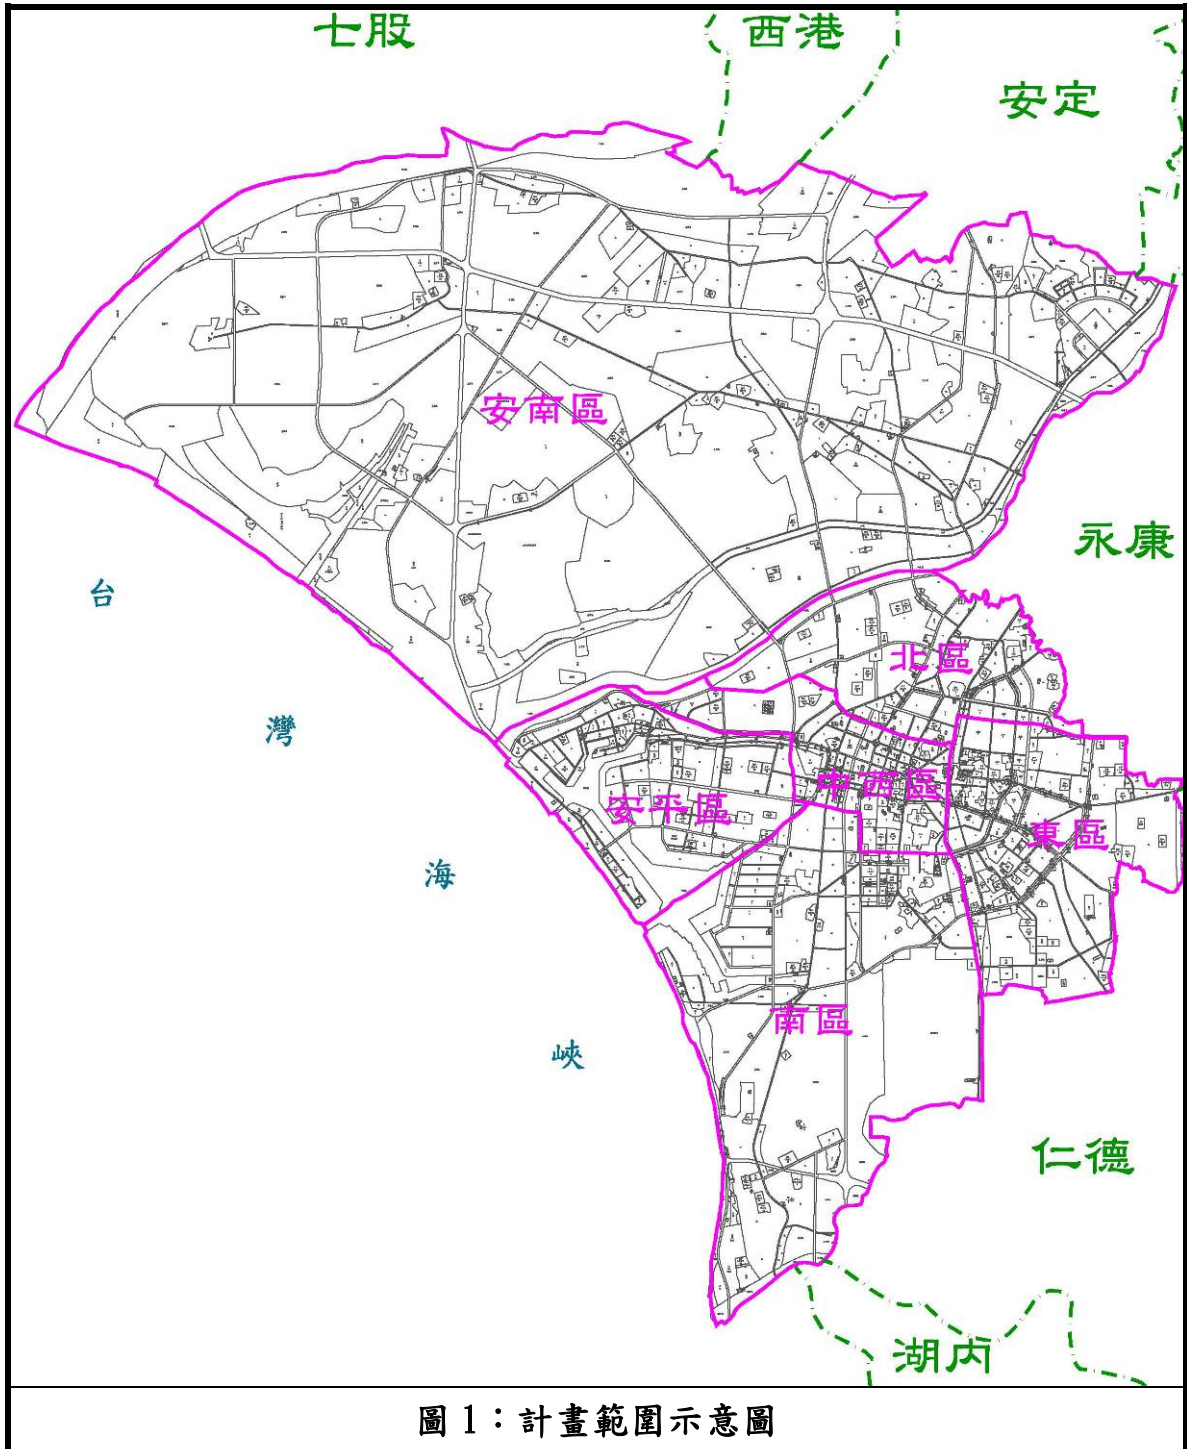 七股
西港
安定
安南區
永康
台
北區
灣
中西區
安平區
東區
海
南區
峽
仁德
湖內
圖 1：計畫範圍示意圖